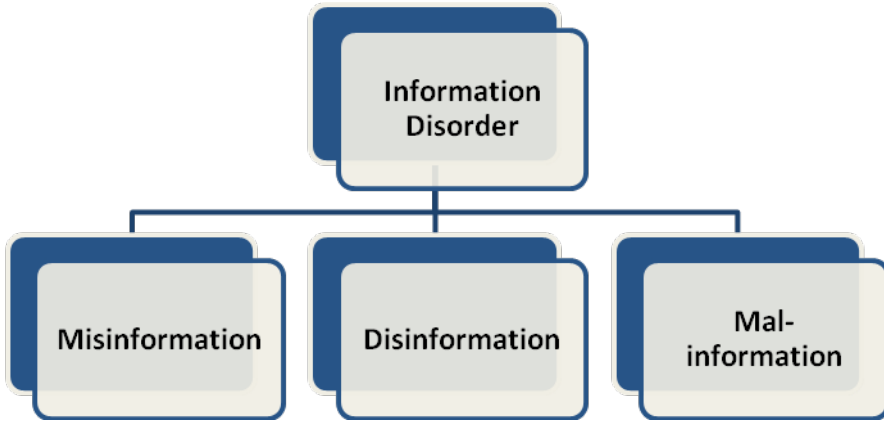 Information
Disorder
Misinformation
Disinformation
Mal-
information